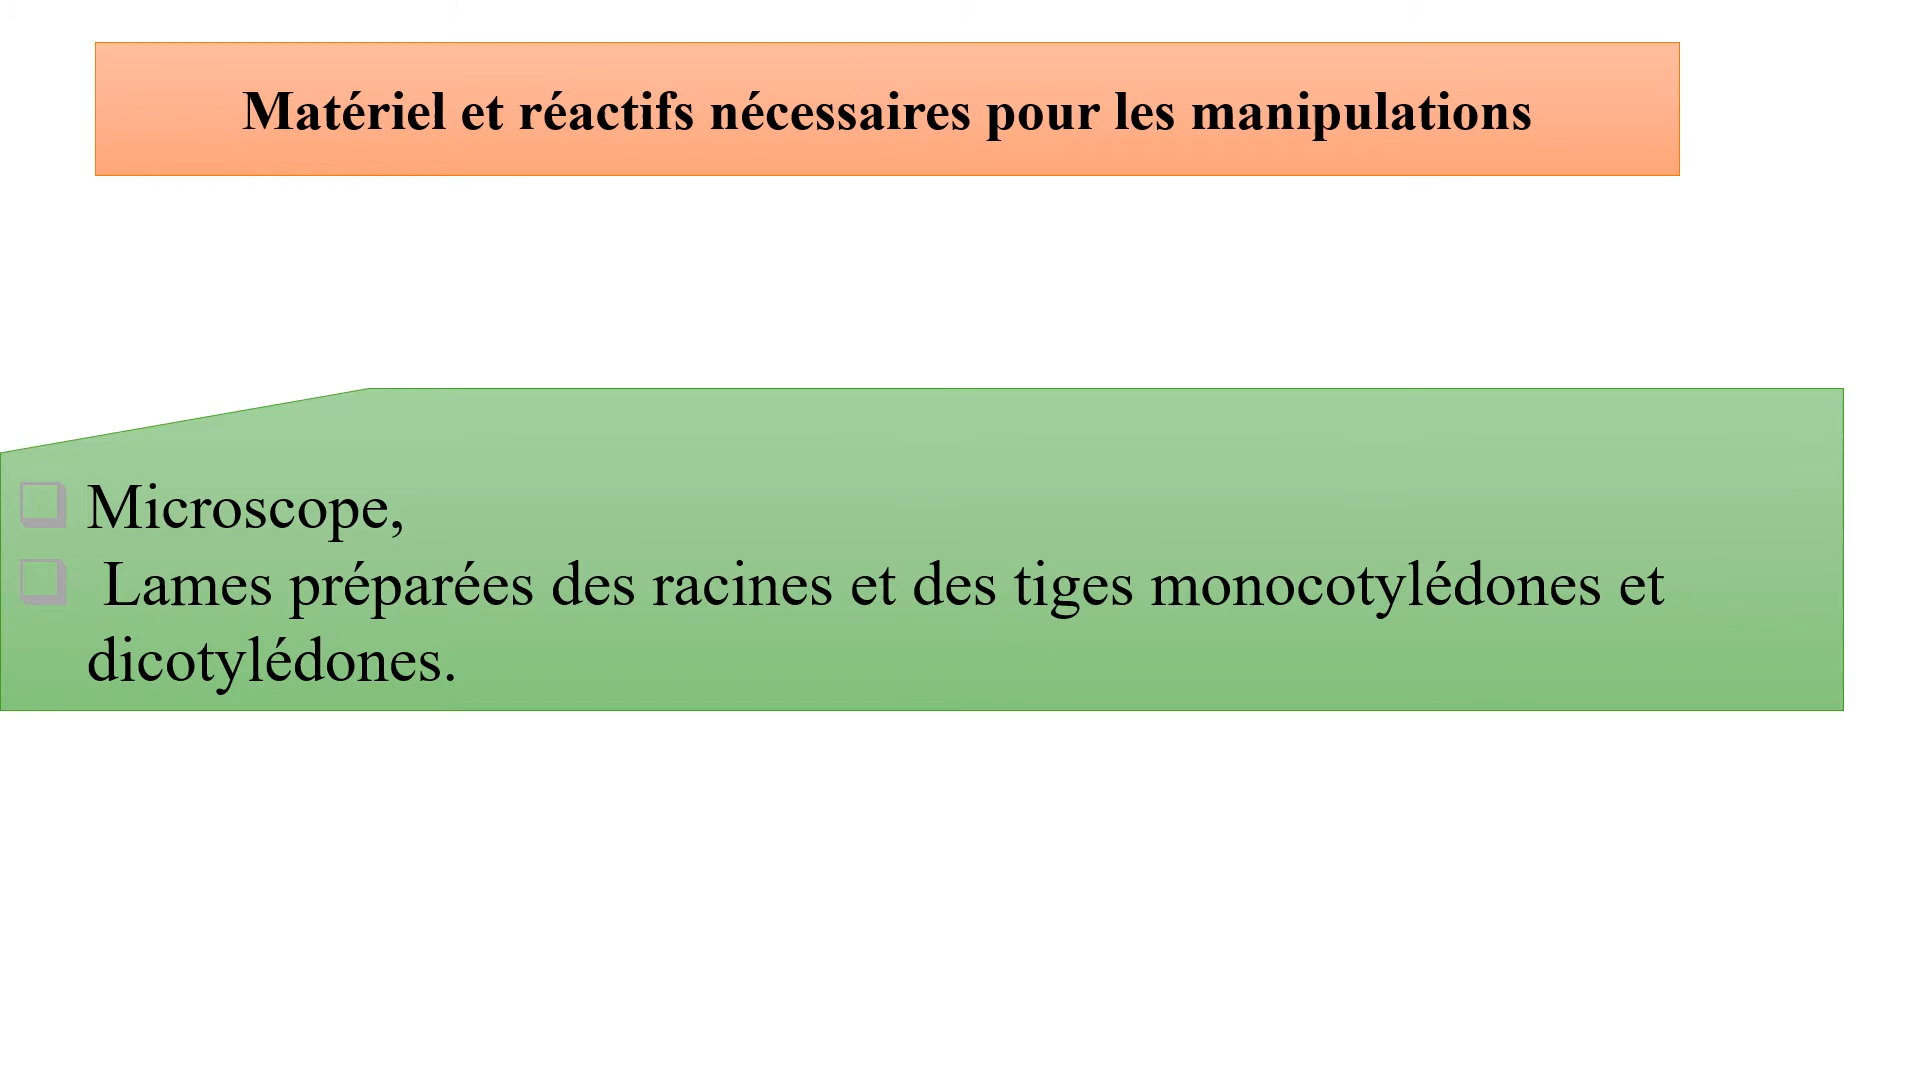 Matériel et réactifs nécessaires pour les manipulations
Microscope,
Lames préparées des racines et des tiges monocotylédones et
dicotylédones.